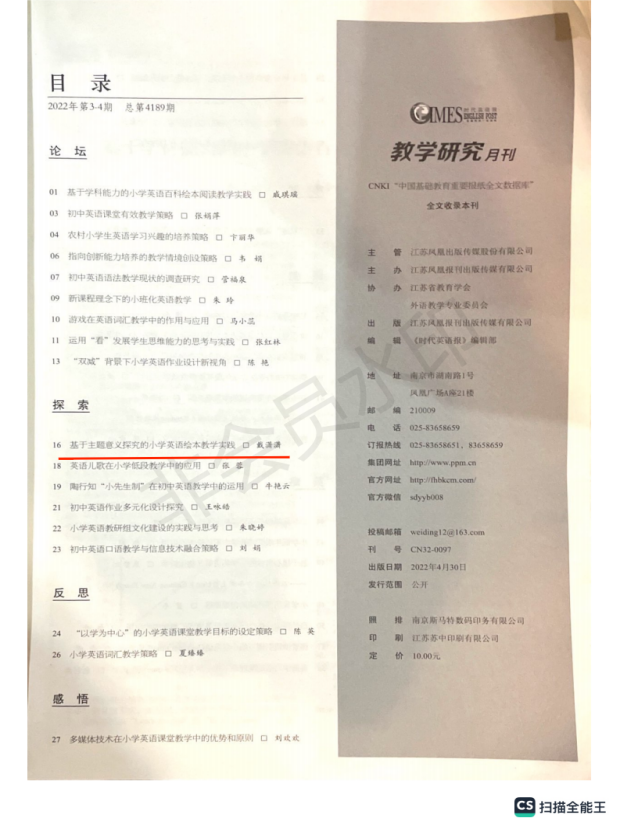 目 录
2022年第3-4期 总第4189期
论 坛
01 基于学科能力的小学英语百科绘本阅读教学实践 □ 戚琪瑶
03 初中英语课堂有效教学策略 □ 张娟萍
04 农村小学生英语学习兴趣的培养策略 □ 卞丽华
06 指向创新能力培养的教学情境创设策略 □ 韦 娟
07 初中英语语法教学现状的调查研究 □ 管福泉
09 新课程理念下的小班化英语教学 □ 朱 玲
10 游戏在英语词汇教学中的作用与应用 □ 马小蕊
11 运用“看”发展学生思维能力的思考与实践 □ 张红林
13 “双减”背景下小学英语作业设计新视角 □ 陈 艳
探 索
16 基于主题意义探究的小学英语绘本教学实践 □ 戴潇潇
18 英语儿歌在小学低段教学中的应用 □ 张 蓉
19 陶行知“小先生制”在初中英语教学中的运用 □ 牛艳云
21 初中英语作业多元化设计探究 □ 王咏皓
22 小学英语教研组文化建设的实践与思考 □ 朱晓婷
23 初中英语口语教学与信息技术融合策略 □ 刘 娟
反 思
24 “以学为中心”的小学英语课堂教学目标的设定策略 □ 陈 英
26 小学英语词汇教学策略 □ 夏臻臻
感 悟
27 多媒体技术在小学英语课堂教学中的优势和原则 □ 刘欢欢
TIMES 时代英语报
ENGLISH POST
教学研究 月刊
CNKI “中国基础教育重要报纸全文数据库”
全文收录本刊
主 管 江苏凤凰出版传媒股份有限公司
主 办 江苏凤凰报刊出版传媒有限公司
协 办 江苏省教育学会
外语教学专业委员会
出 版 江苏凤凰报刊出版传媒有限公司
编 辑 《时代英语报》编辑部
地 址 南京市湖南路1号
凤凰广场A座21楼
邮 编 210009
电 话 025-83658659
订报热线 025-83658651，83658659
集团网址 http://www.ppm.cn
官方网址 http://fhbkcm.com/
官方微信 sdyyb008
投稿邮箱 weiding12@163.com
刊 号 CN32-0097
出版日期 2022年4月30日
发行范围 公开
照 排 南京斯马特数码印务有限公司
印 刷 江苏苏中印刷有限公司
定 价 10.00元
非会员水印
CS 扫描全能王